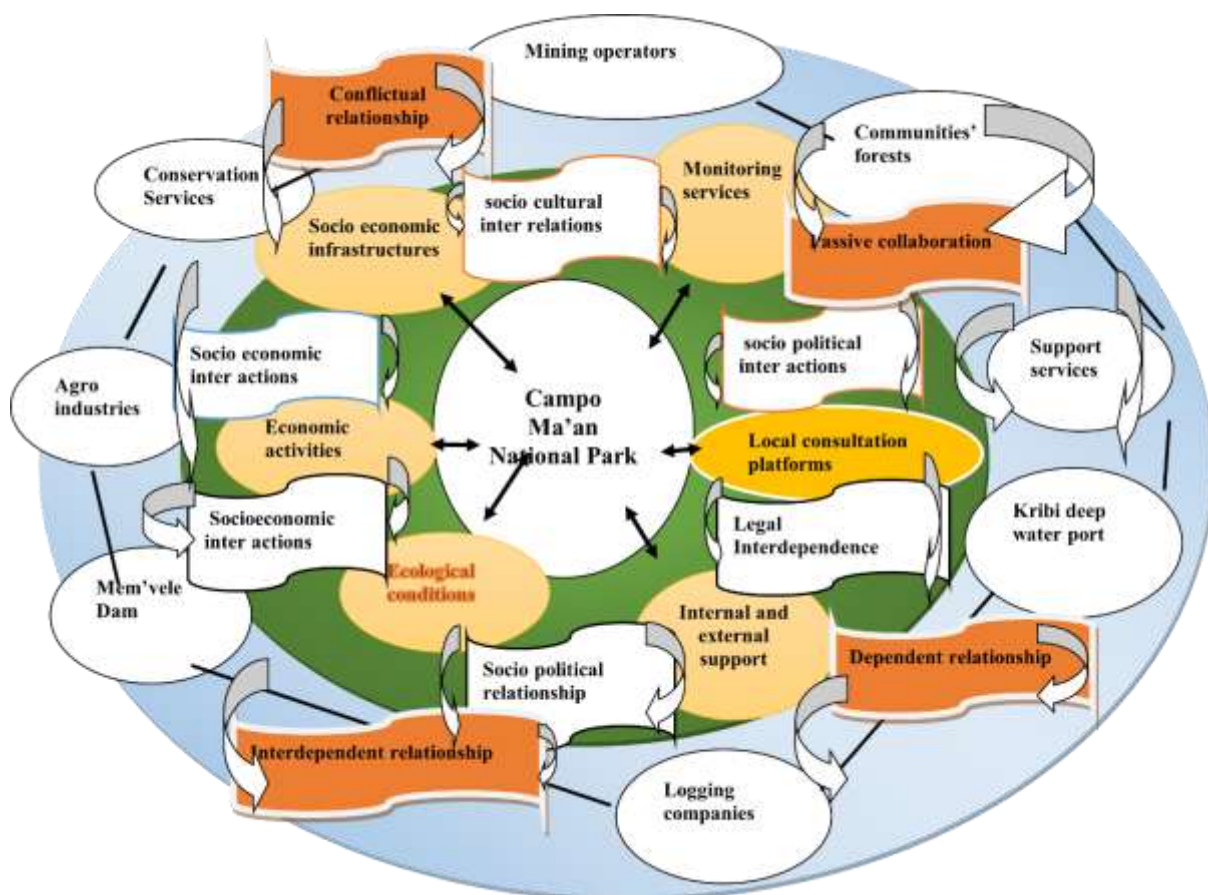 Mining operators
Conflictual
relationship
Communities'
forests
Conservation
Services
Monitoring
services
socio cultural
inter relations
Socio economic
infrastructures
Passive collaboration
Socio economic
inter actions
socio political
inter actions
Support
services
Agro
industries
Campo
Ma'an
National Park
Economic
activities
Local consultation
platforms
Socioeconomic
inter actions
Legal
Interdependence
Kribi deep
water port
Mem'vele
Dam
Ecological
conditions
Internal and
external
support
Dependent relationship
Socio political
relationship
Interdependent relationship
Logging
companies